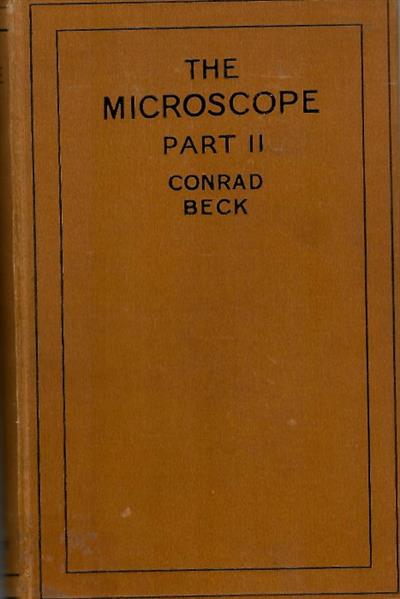 THE
MICROSCOPE
PART II
CONRAD
BECK